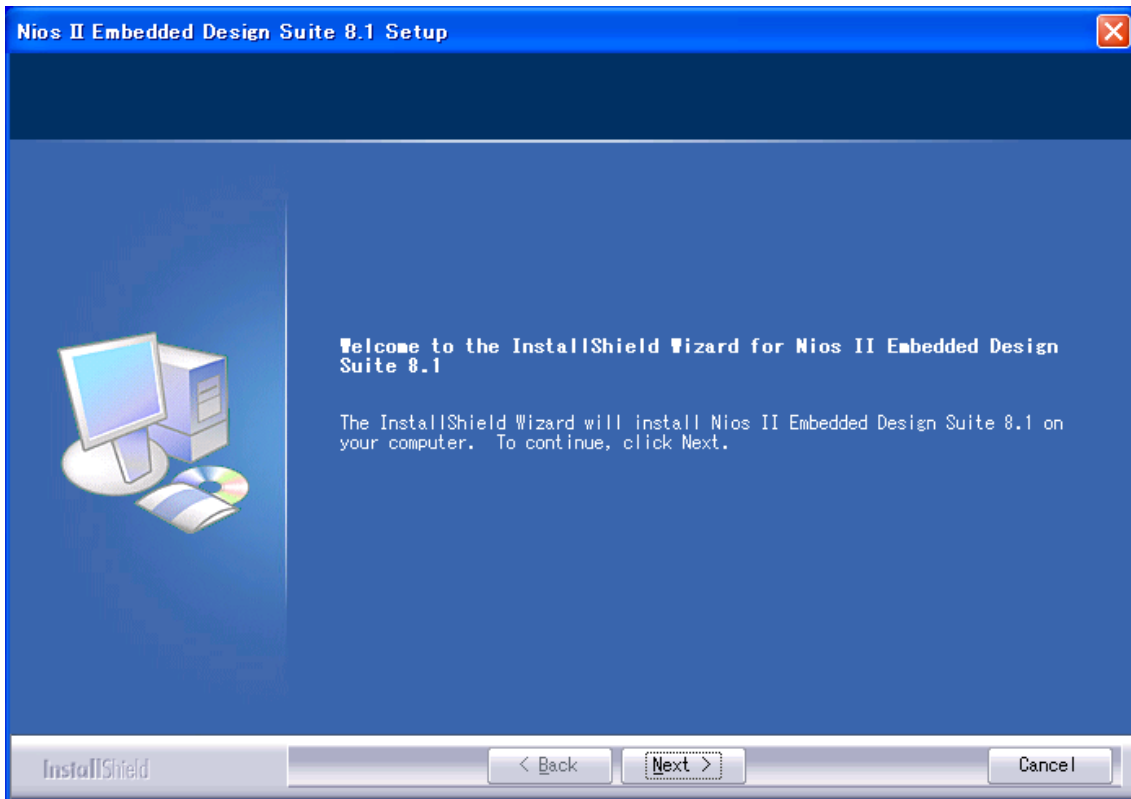 Nios II Embedded Design Suite 8.1 Setup
Welcome to the InstallShield Wizard for Nios II Embedded Design
Suite 8.1
The InstallShield Wizard will install Nios II Embedded Design Suite 8.1 on
your computer.  To continue, click Next.
InstallShield
< Back
Next >
Cancel